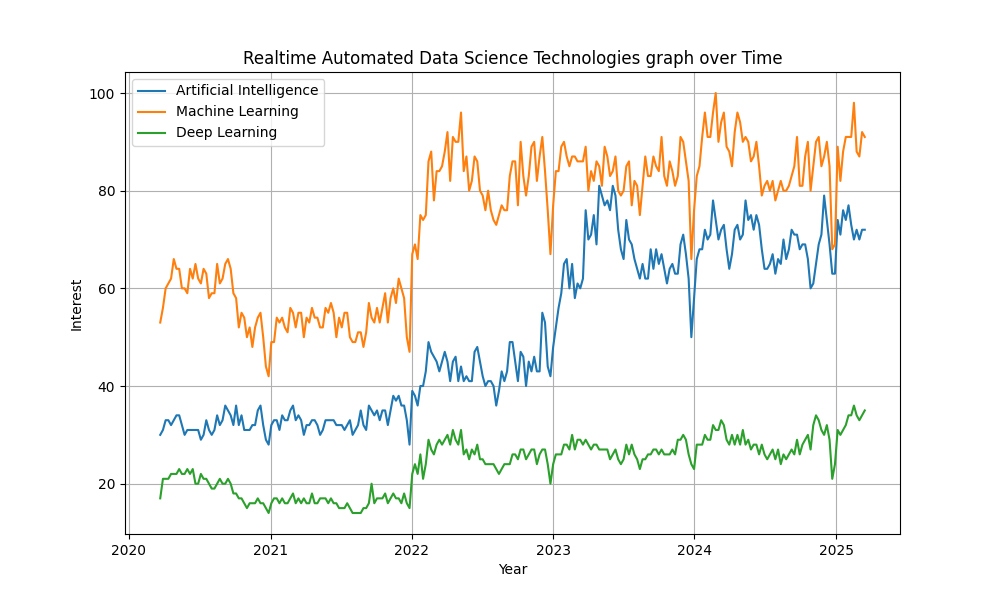 Realtime Automated Data Science Technologies graph over Time
Artificial Intelligence
Machine Learning
Deep Learning
100
80
60
40
20
Interest
2020 2021 2022 2023 2024 2025
Year